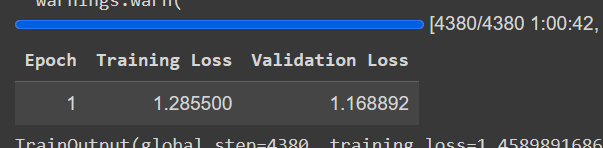 warnings.warn(
[4380/4380 1:00:42,
Epoch Training Loss Validation Loss
1 1.285500 1.168892
TrainOutput(global_step=4380, training_loss=1.4589891686